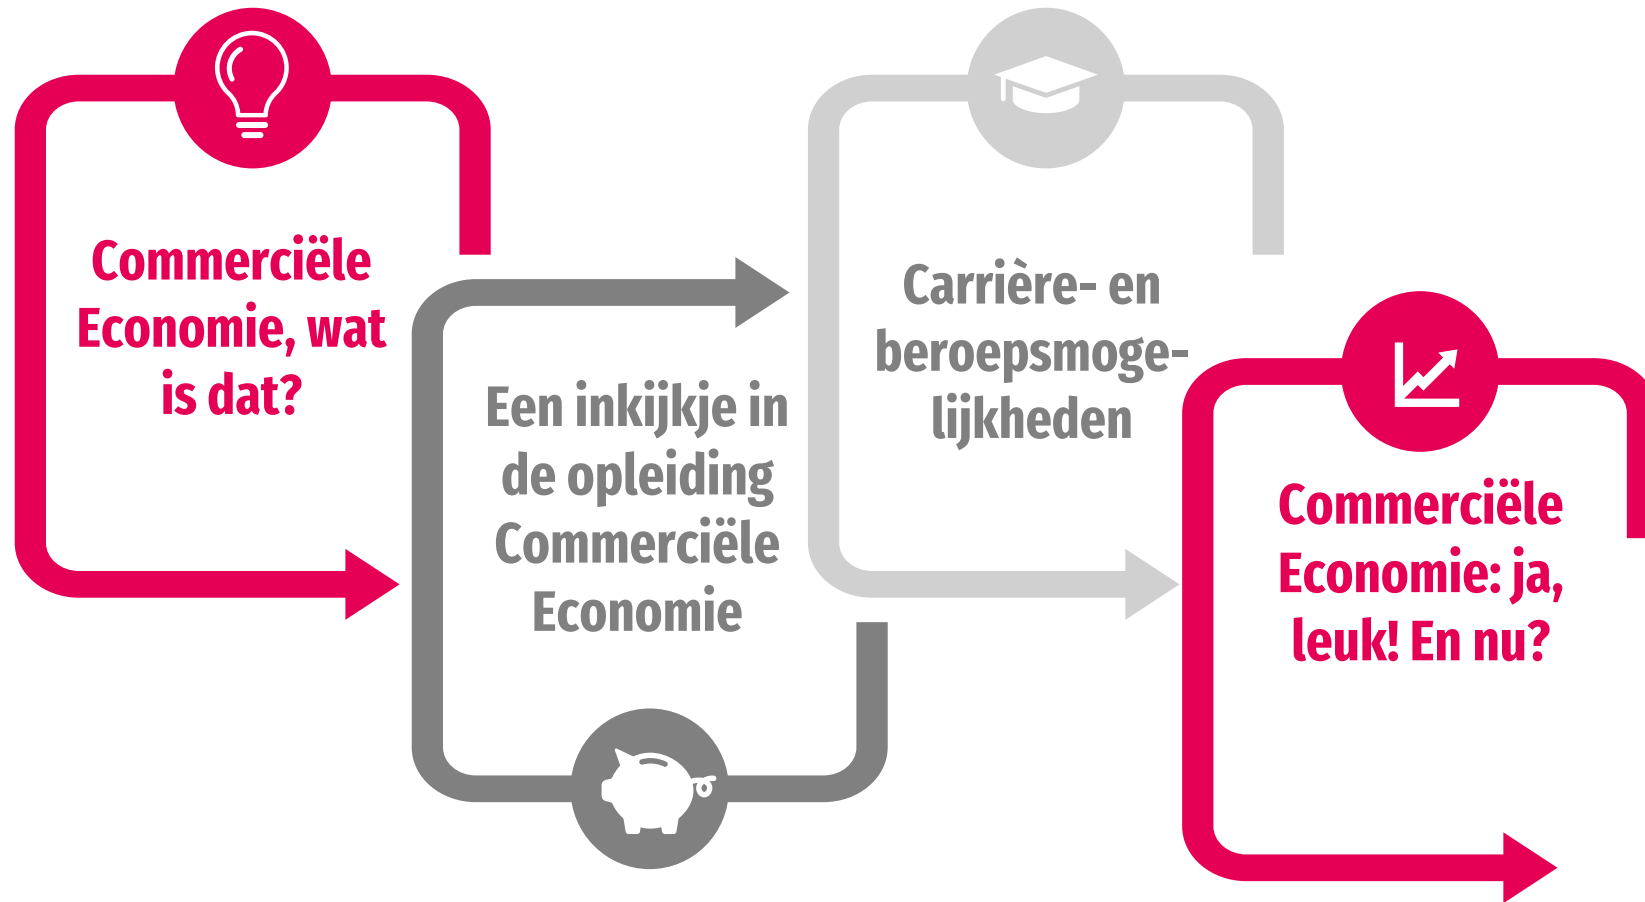 Commerciële
Economie, wat
is dat?
Een inkijkje in
de opleiding
Commerciële
Economie
Carrière- en
beroepsmoge-
lijkheden
Commerciële
Economie: ja,
leuk! En nu?